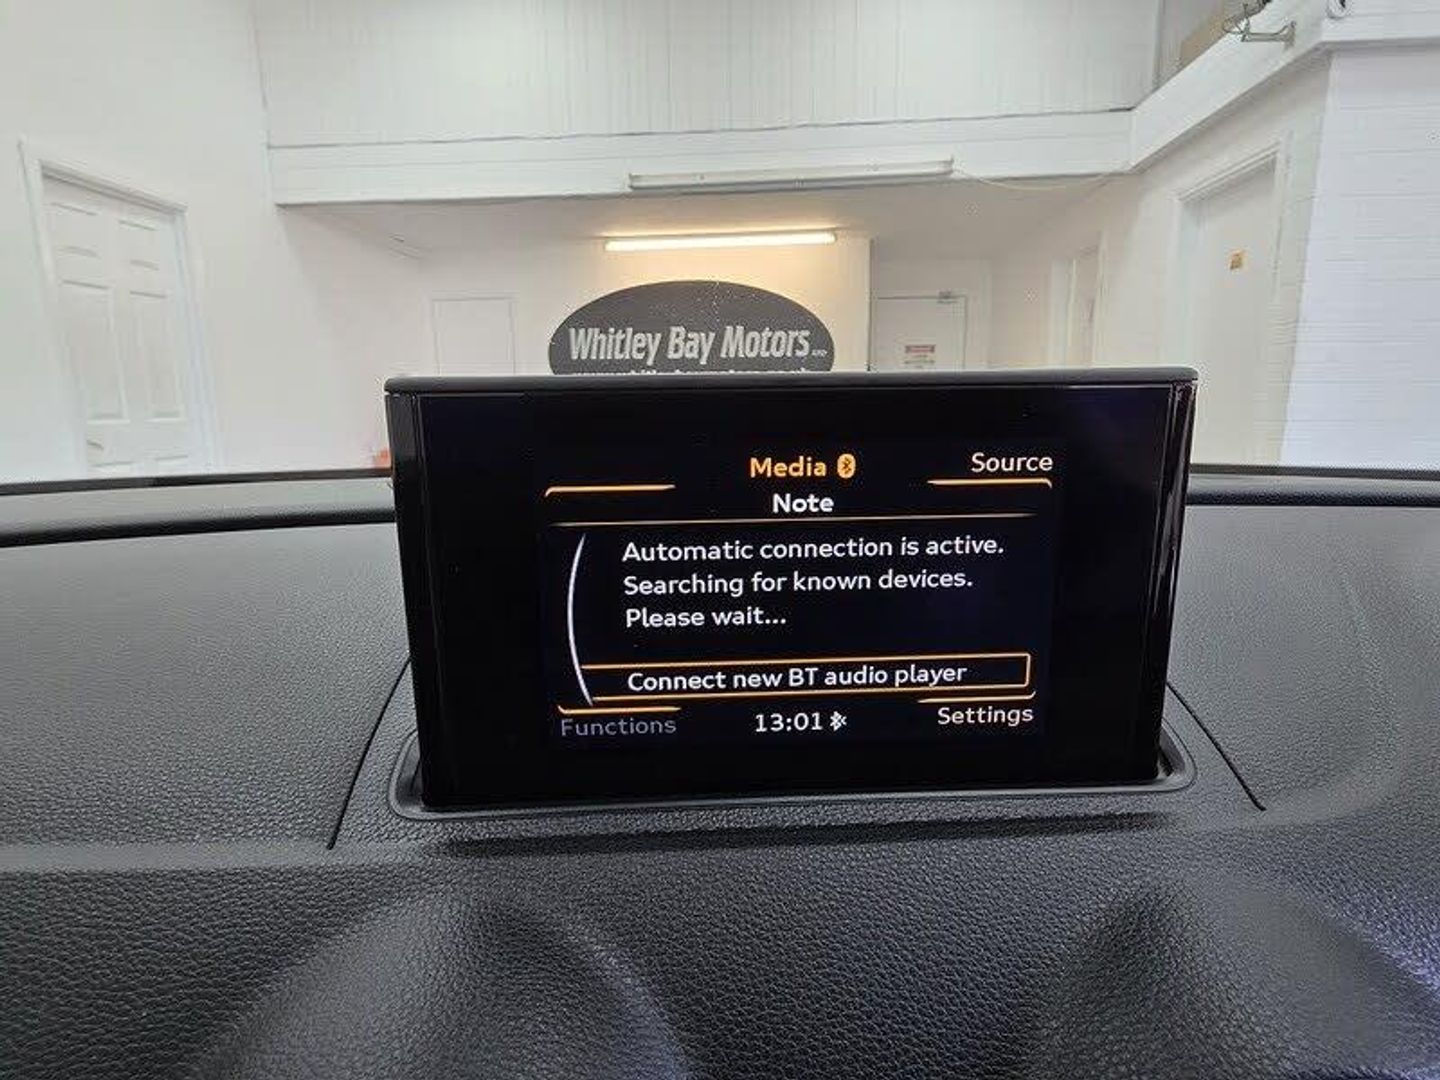 Whitley Bay Motors
Media
Source
Note
Automatic connection is active.
Searching for known devices.
Please wait...
Connect new BT audio player
Functions
13:01
Settings